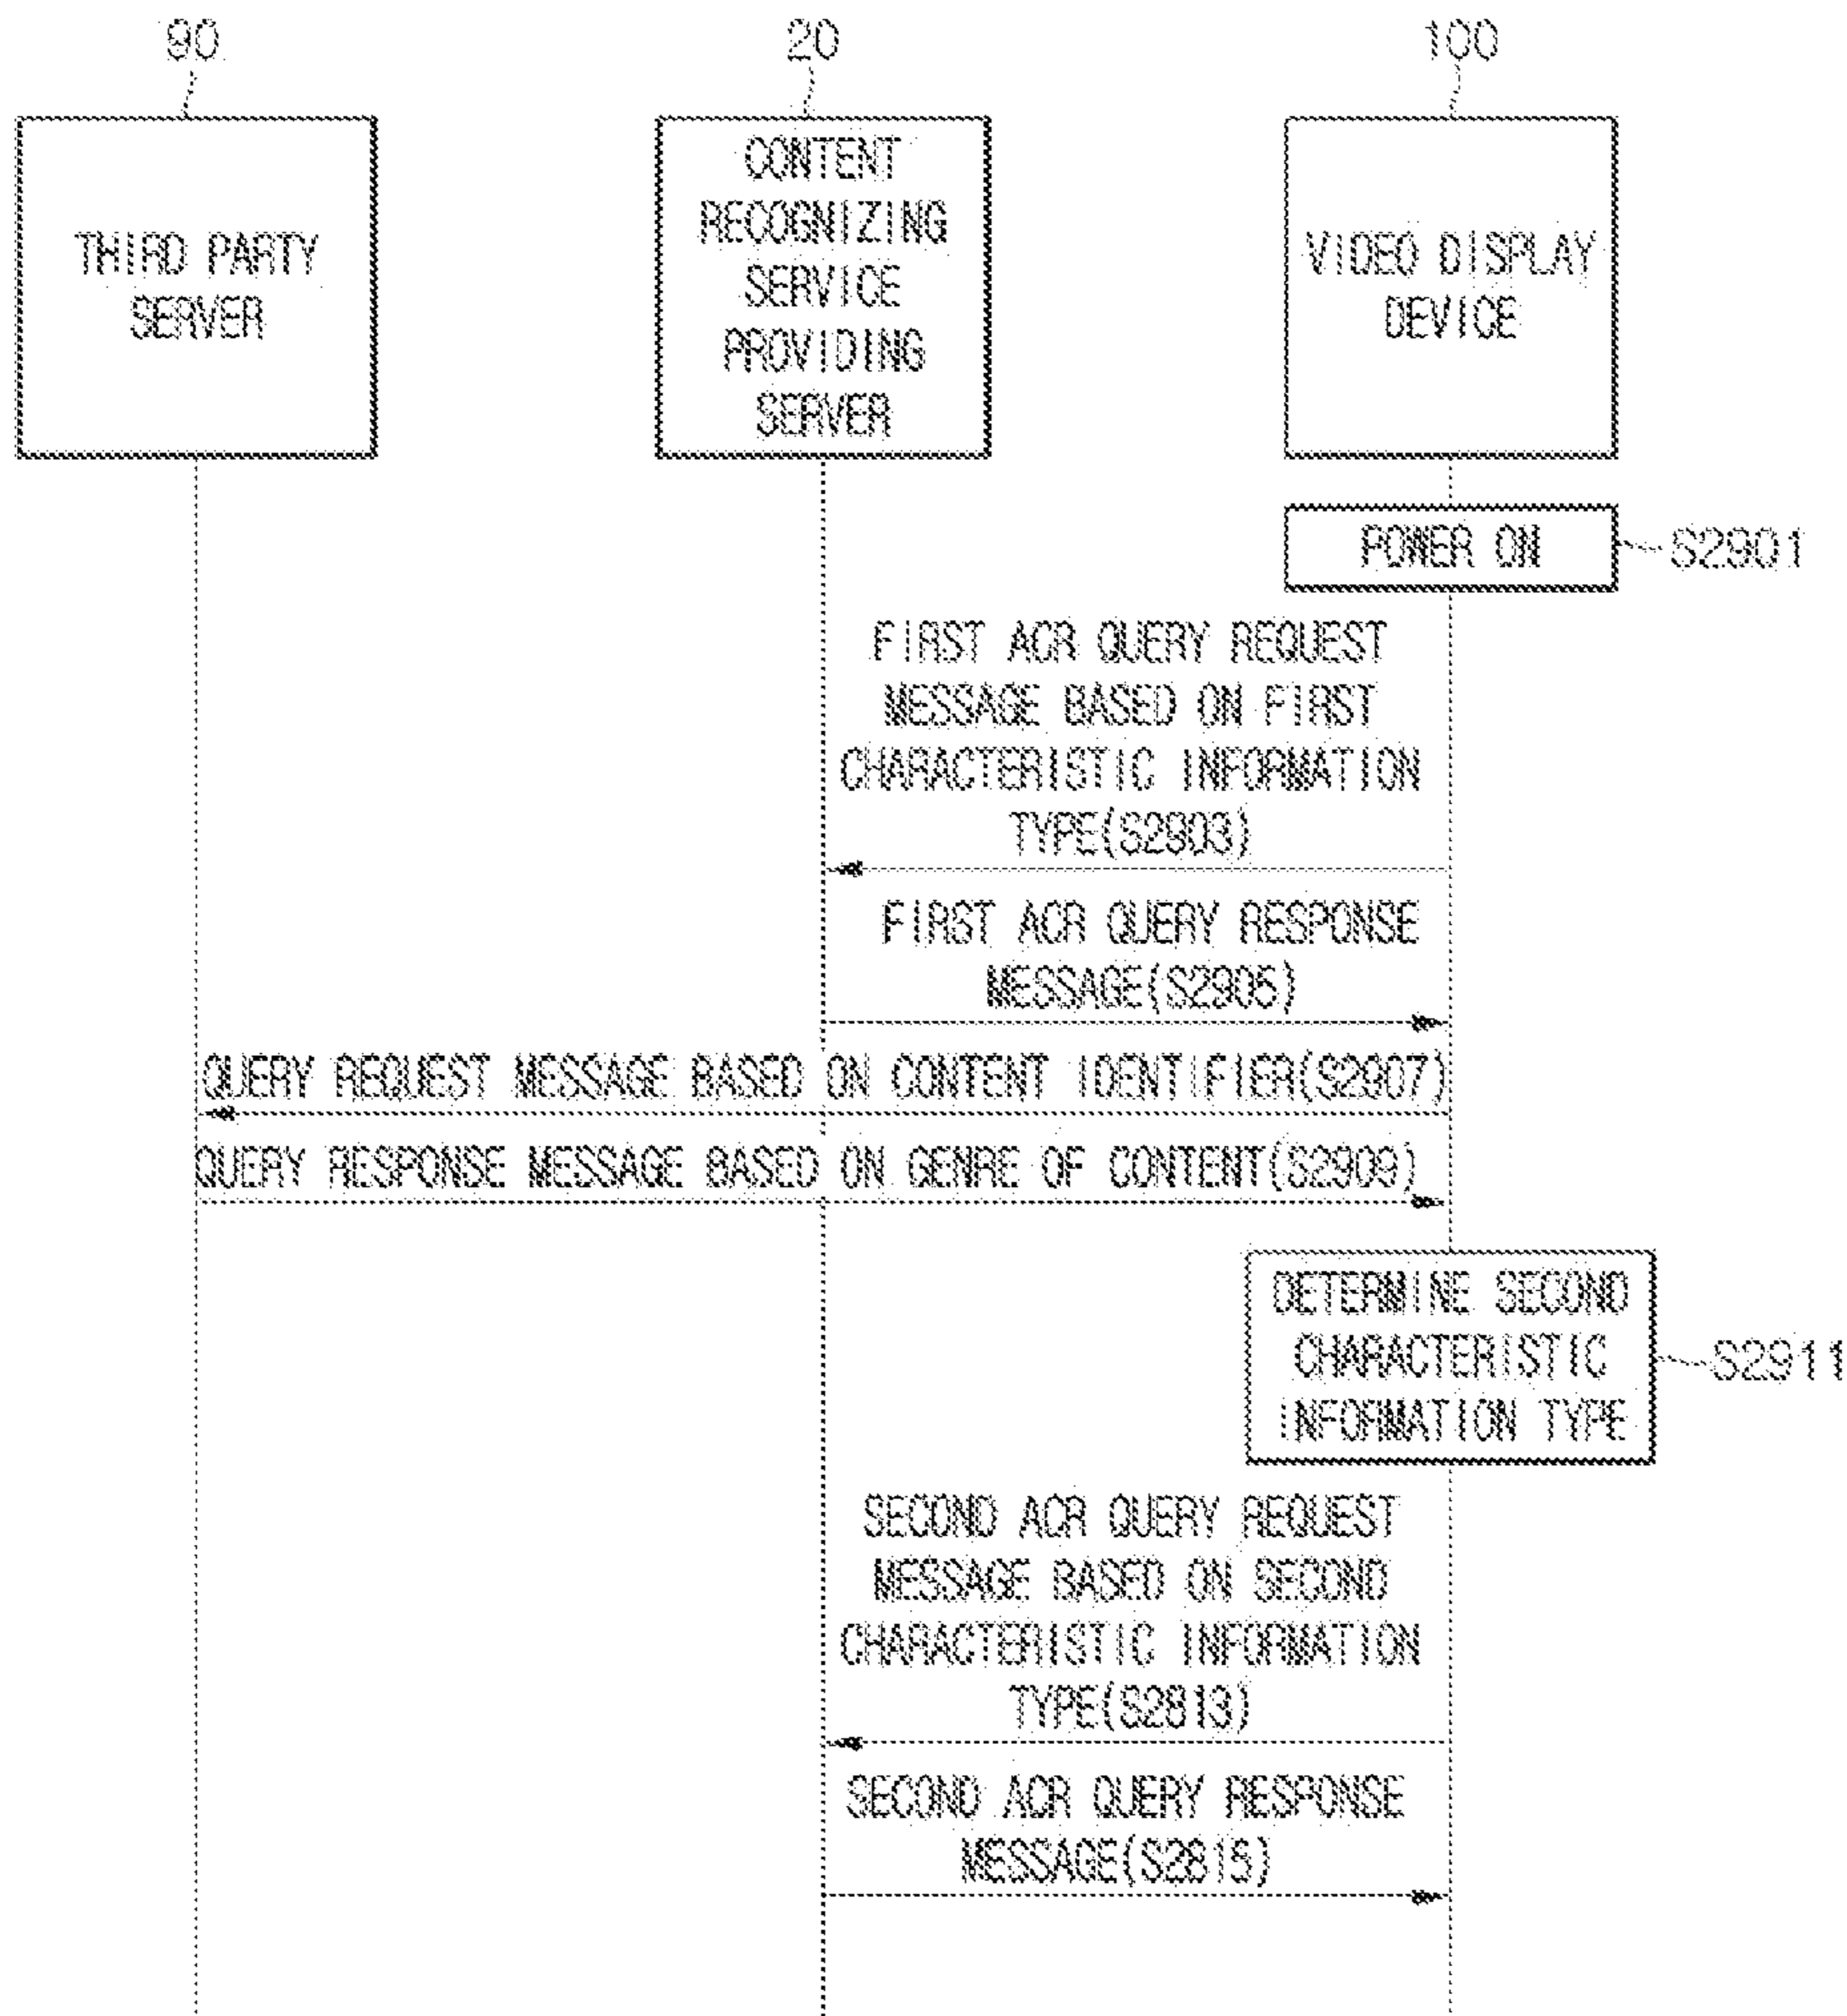 90
20
100
THIRD PARTY
SERVER
CONTENT
RECOGNIZING
SERVICE
PROVIDING
SERVER
VIDEO DISPLAY
DEVICE
POWER ON
S2901
FIRST ACR QUERY REQUEST
MESSAGE BASED ON FIRST
CHARACTERISTIC INFORMATION
TYPE(S2903)
FIRST ACR QUERY RESPONSE
MESSAGE(S2905)
QUERY REQUEST MESSAGE BASED ON CONTENT IDENTIFIER(S2907)
QUERY RESPONSE MESSAGE BASED ON GENRE OF CONTENT(S2909)
DETERMINE SECOND
CHARACTERISTIC
INFORMATION TYPE
S2911
SECOND ACR QUERY REQUEST
MESSAGE BASED ON SECOND
CHARACTERISTIC INFORMATION
TYPE(S2813)
SECOND ACR QUERY RESPONSE
MESSAGE(S2815)